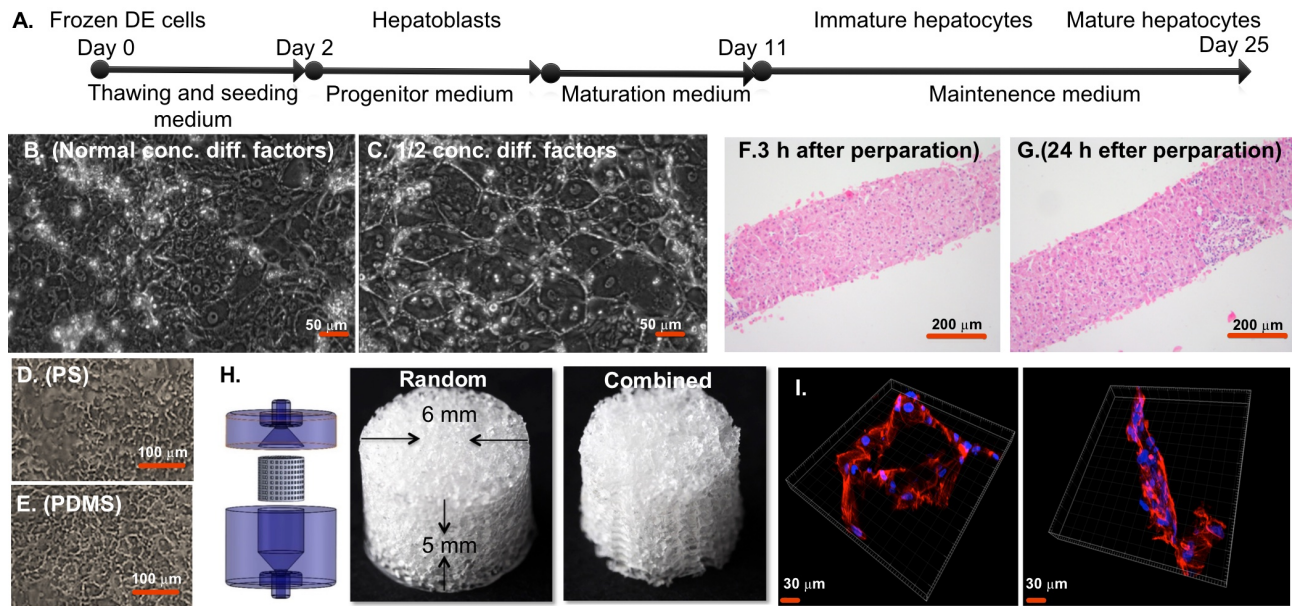 A. Frozen DE cells Hepatoblasts Immature hepatocytes Mature hepatocytes
Day 0 Day 2 Day 11 Day 25
Thawing and seeding Progenitor medium Maturation medium Maintenence medium
medium
B. (Normal conc. diff. factors)
50 μm
C. 1/2 conc. diff. factors
50 μm
F.3 h after perparation)
200 μm
G.(24 h efter perparation)
200 μm
D. (PS)
100 μm
E. (PDMS)
100 μm
H.
Random
6 mm
5 mm
Combined
I.
30 μm
30 μm